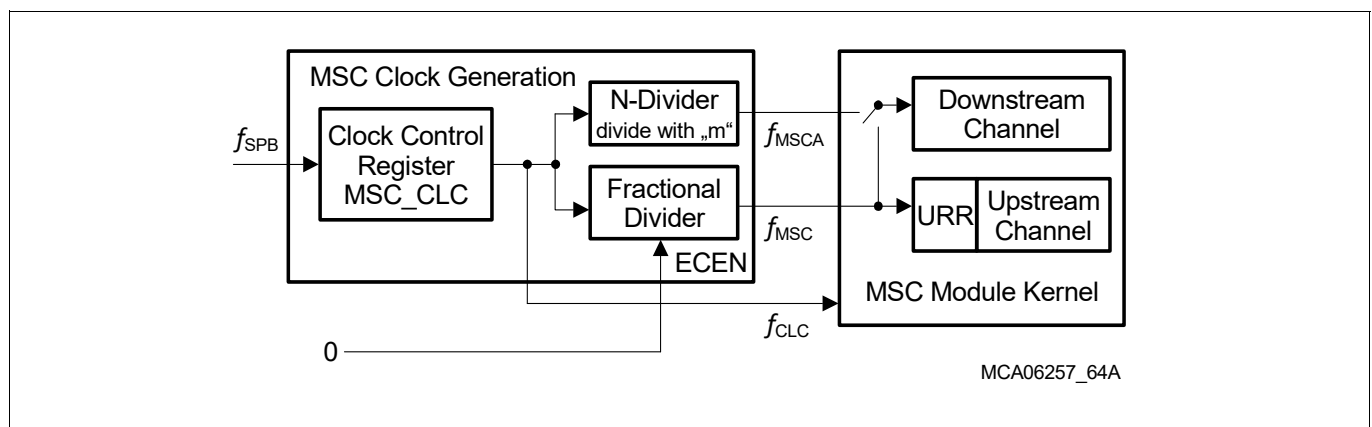 MSC Clock Generation
N-Divider
divide with „m“
Downstream
Channel
fSPB
Clock Control
Register
MSC_CLC
fMSCA
Fractional
Divider
fMSC
URR
Upstream
Channel
ECEN
MSC Module Kernel
fCLC
0
MCA06257_64A